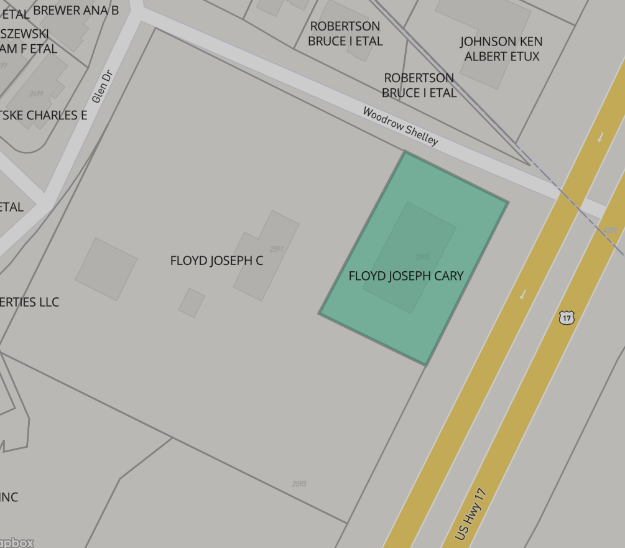 ETAL
BREWER ANA B
SZEWSKI
AM F ETAL
ROBERTSON
BRUCE I ETAL
JOHNSON KEN
ALBERT ETUX
ROBERTSON
BRUCE I ETAL
Glen Dr
TSKE CHARLES E
Woodrow Shelley
ETAL
FLOYD JOSEPH C
FLOYD JOSEPH CARY
ERTIES LLC
17
INC
US Hwy 17
apbox